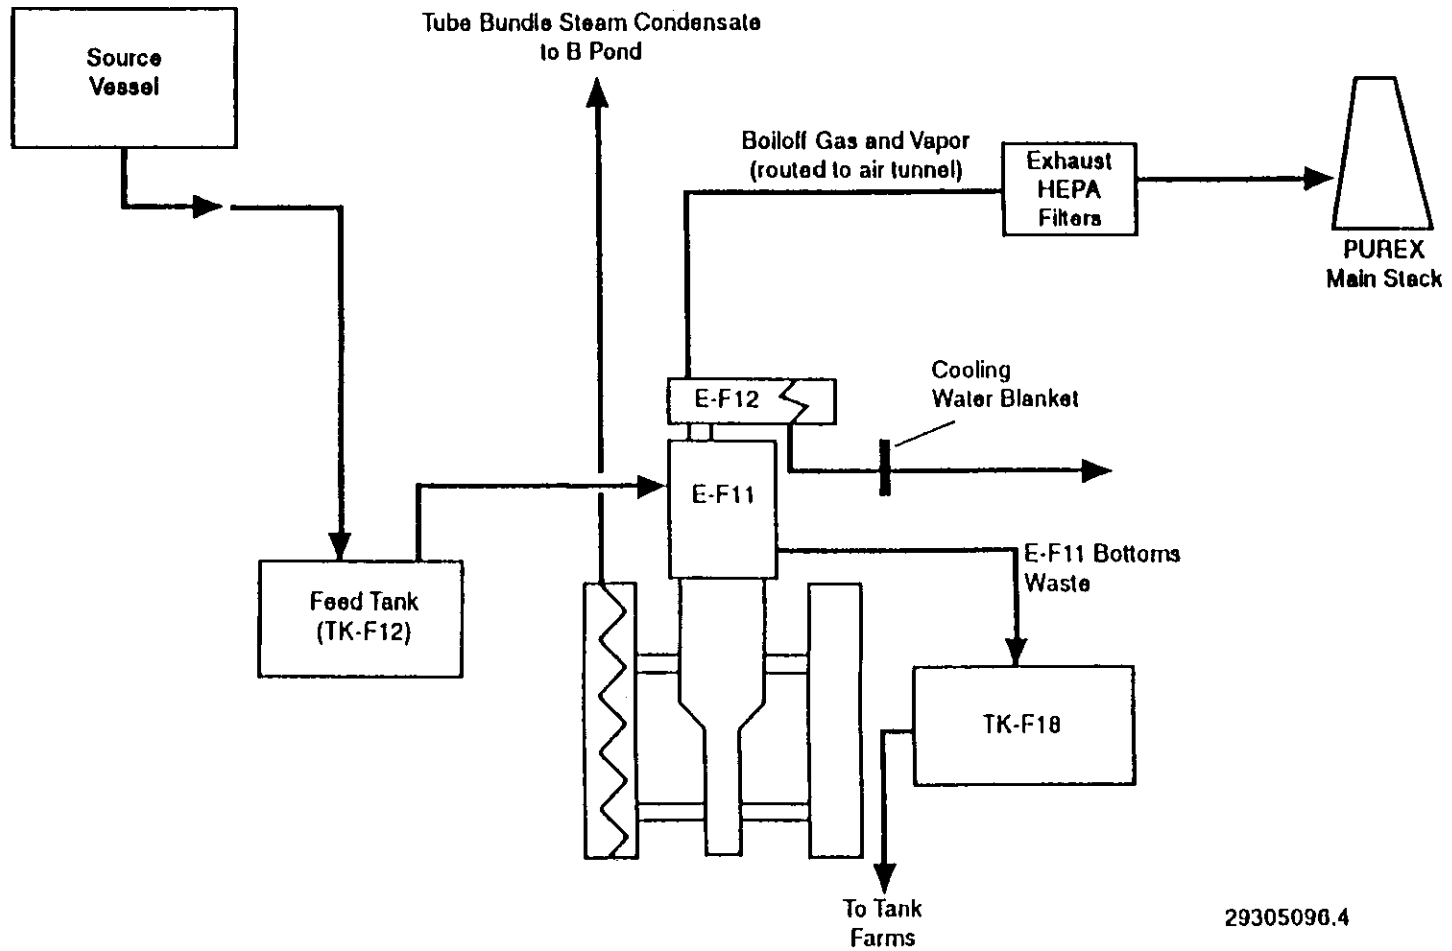 Tube Bundle Steam Condensate
to B Pond
Source
Vessel
Boiloff Gas and Vapor
(routed to air tunnel)
Exhaust
HEPA
Filters
PUREX
Main Stack
E-F12
Cooling
Water Blanket
E-F11
E-F11 Bottoms
Waste
Feed Tank
(TK-F12)
TK-F18
To Tank
Farms
29305096.4